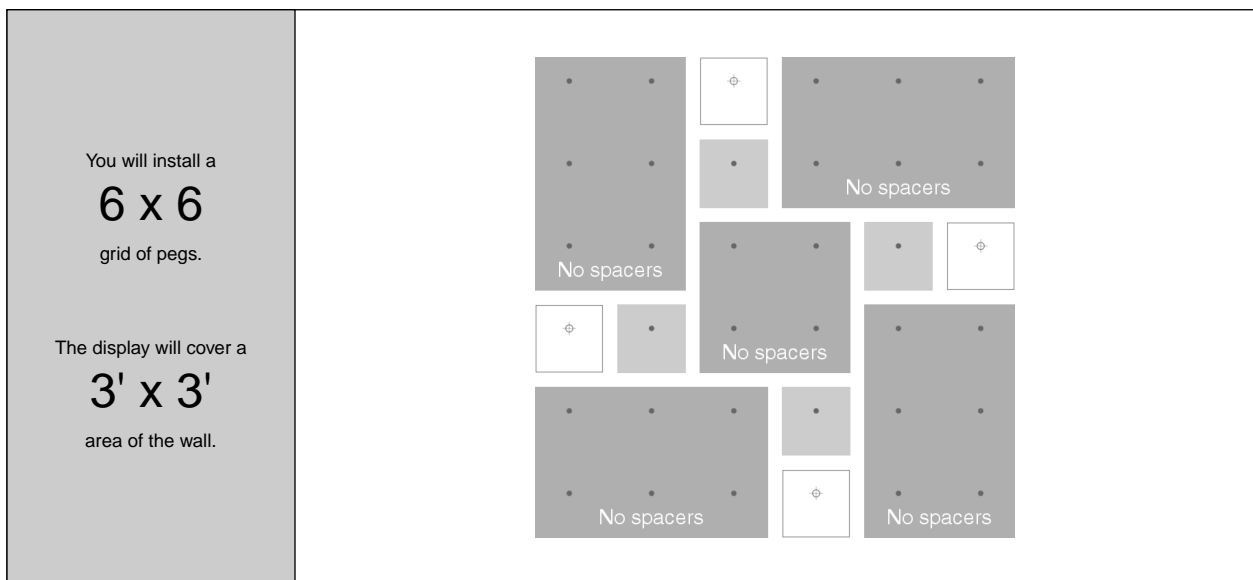 You will install a
6 x 6
grid of pegs.
The display will cover a
3' x 3'
area of the wall.
No spacers
No spacers
No spacers
No spacers
No spacers